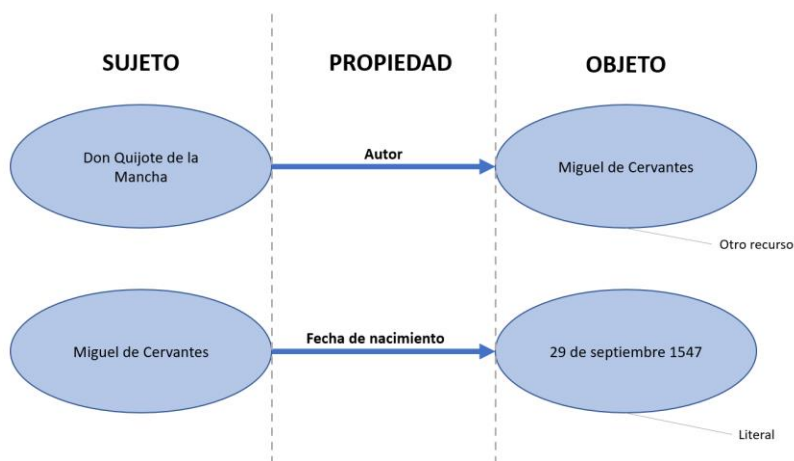 SUJETO
PROPIEDAD
OBJETO
Don Quijote de la
Mancha
Autor
Miguel de Cervantes
Otro recurso
Miguel de Cervantes
Fecha de nacimiento
29 de septiembre 1547
Literal